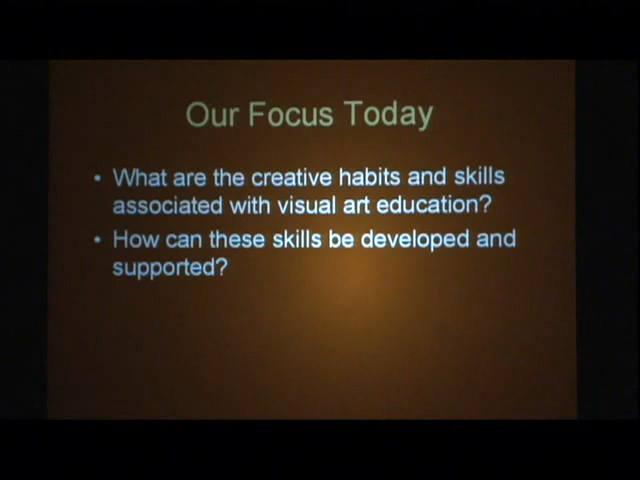 Our Focus Today
• What are the creative habits and skills
associated with visual art education?
• How can these skills be developed and
supported?